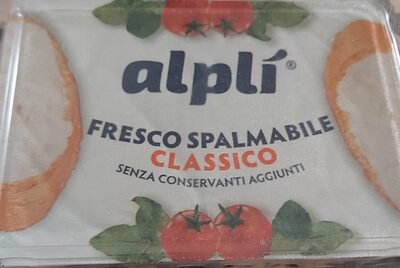 alplí®
FRESCO SPALMABILE
CLASSICO
SENZA CONSERVANTI AGGIUNTI